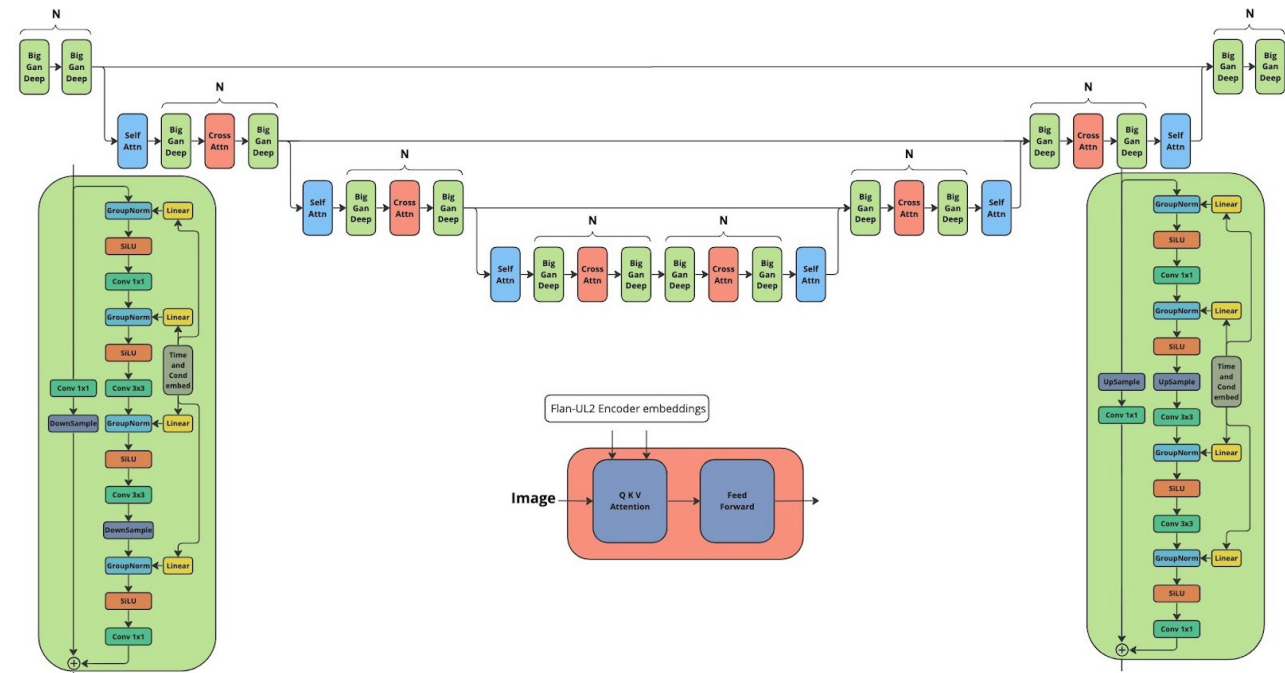 N
N
Big
Gan
Deep
Big
Gan
Deep
Big
Gan
Deep
Big
Gan
Deep
N
N
Self
Attn
Big
Gan
Deep
Cross
Attn
Big
Gan
Deep
Big
Gan
Deep
Cross
Attn
Big
Gan
Deep
Self
Attn
N
N
Self
Attn
Big
Gan
Deep
Cross
Attn
Big
Gan
Deep
Big
Gan
Deep
Cross
Attn
Big
Gan
Deep
Self
Attn
N
N
Self
Attn
Big
Gan
Deep
Cross
Attn
Big
Gan
Deep
Big
Gan
Deep
Cross
Attn
Big
Gan
Deep
Self
Attn
GroupNorm
Linear
SiLU
Conv 1x1
GroupNorm
Linear
SiLU
Time
and
Cond
embed
Conv 1x1
Conv 3x3
DownSample
GroupNorm
Linear
SiLU
Conv 3x3
DownSample
GroupNorm
Linear
SiLU
Conv 1x1
Flan-UL2 Encoder embeddings
Image
Q K V
Attention
Feed
Forward
GroupNorm
Linear
SiLU
Conv 1x1
GroupNorm
Linear
SiLU
Time
and
Cond
embed
UpSample
UpSample
Conv 1x1
Conv 3x3
GroupNorm
Linear
SiLU
Conv 3x3
GroupNorm
Linear
SiLU
Conv 1x1